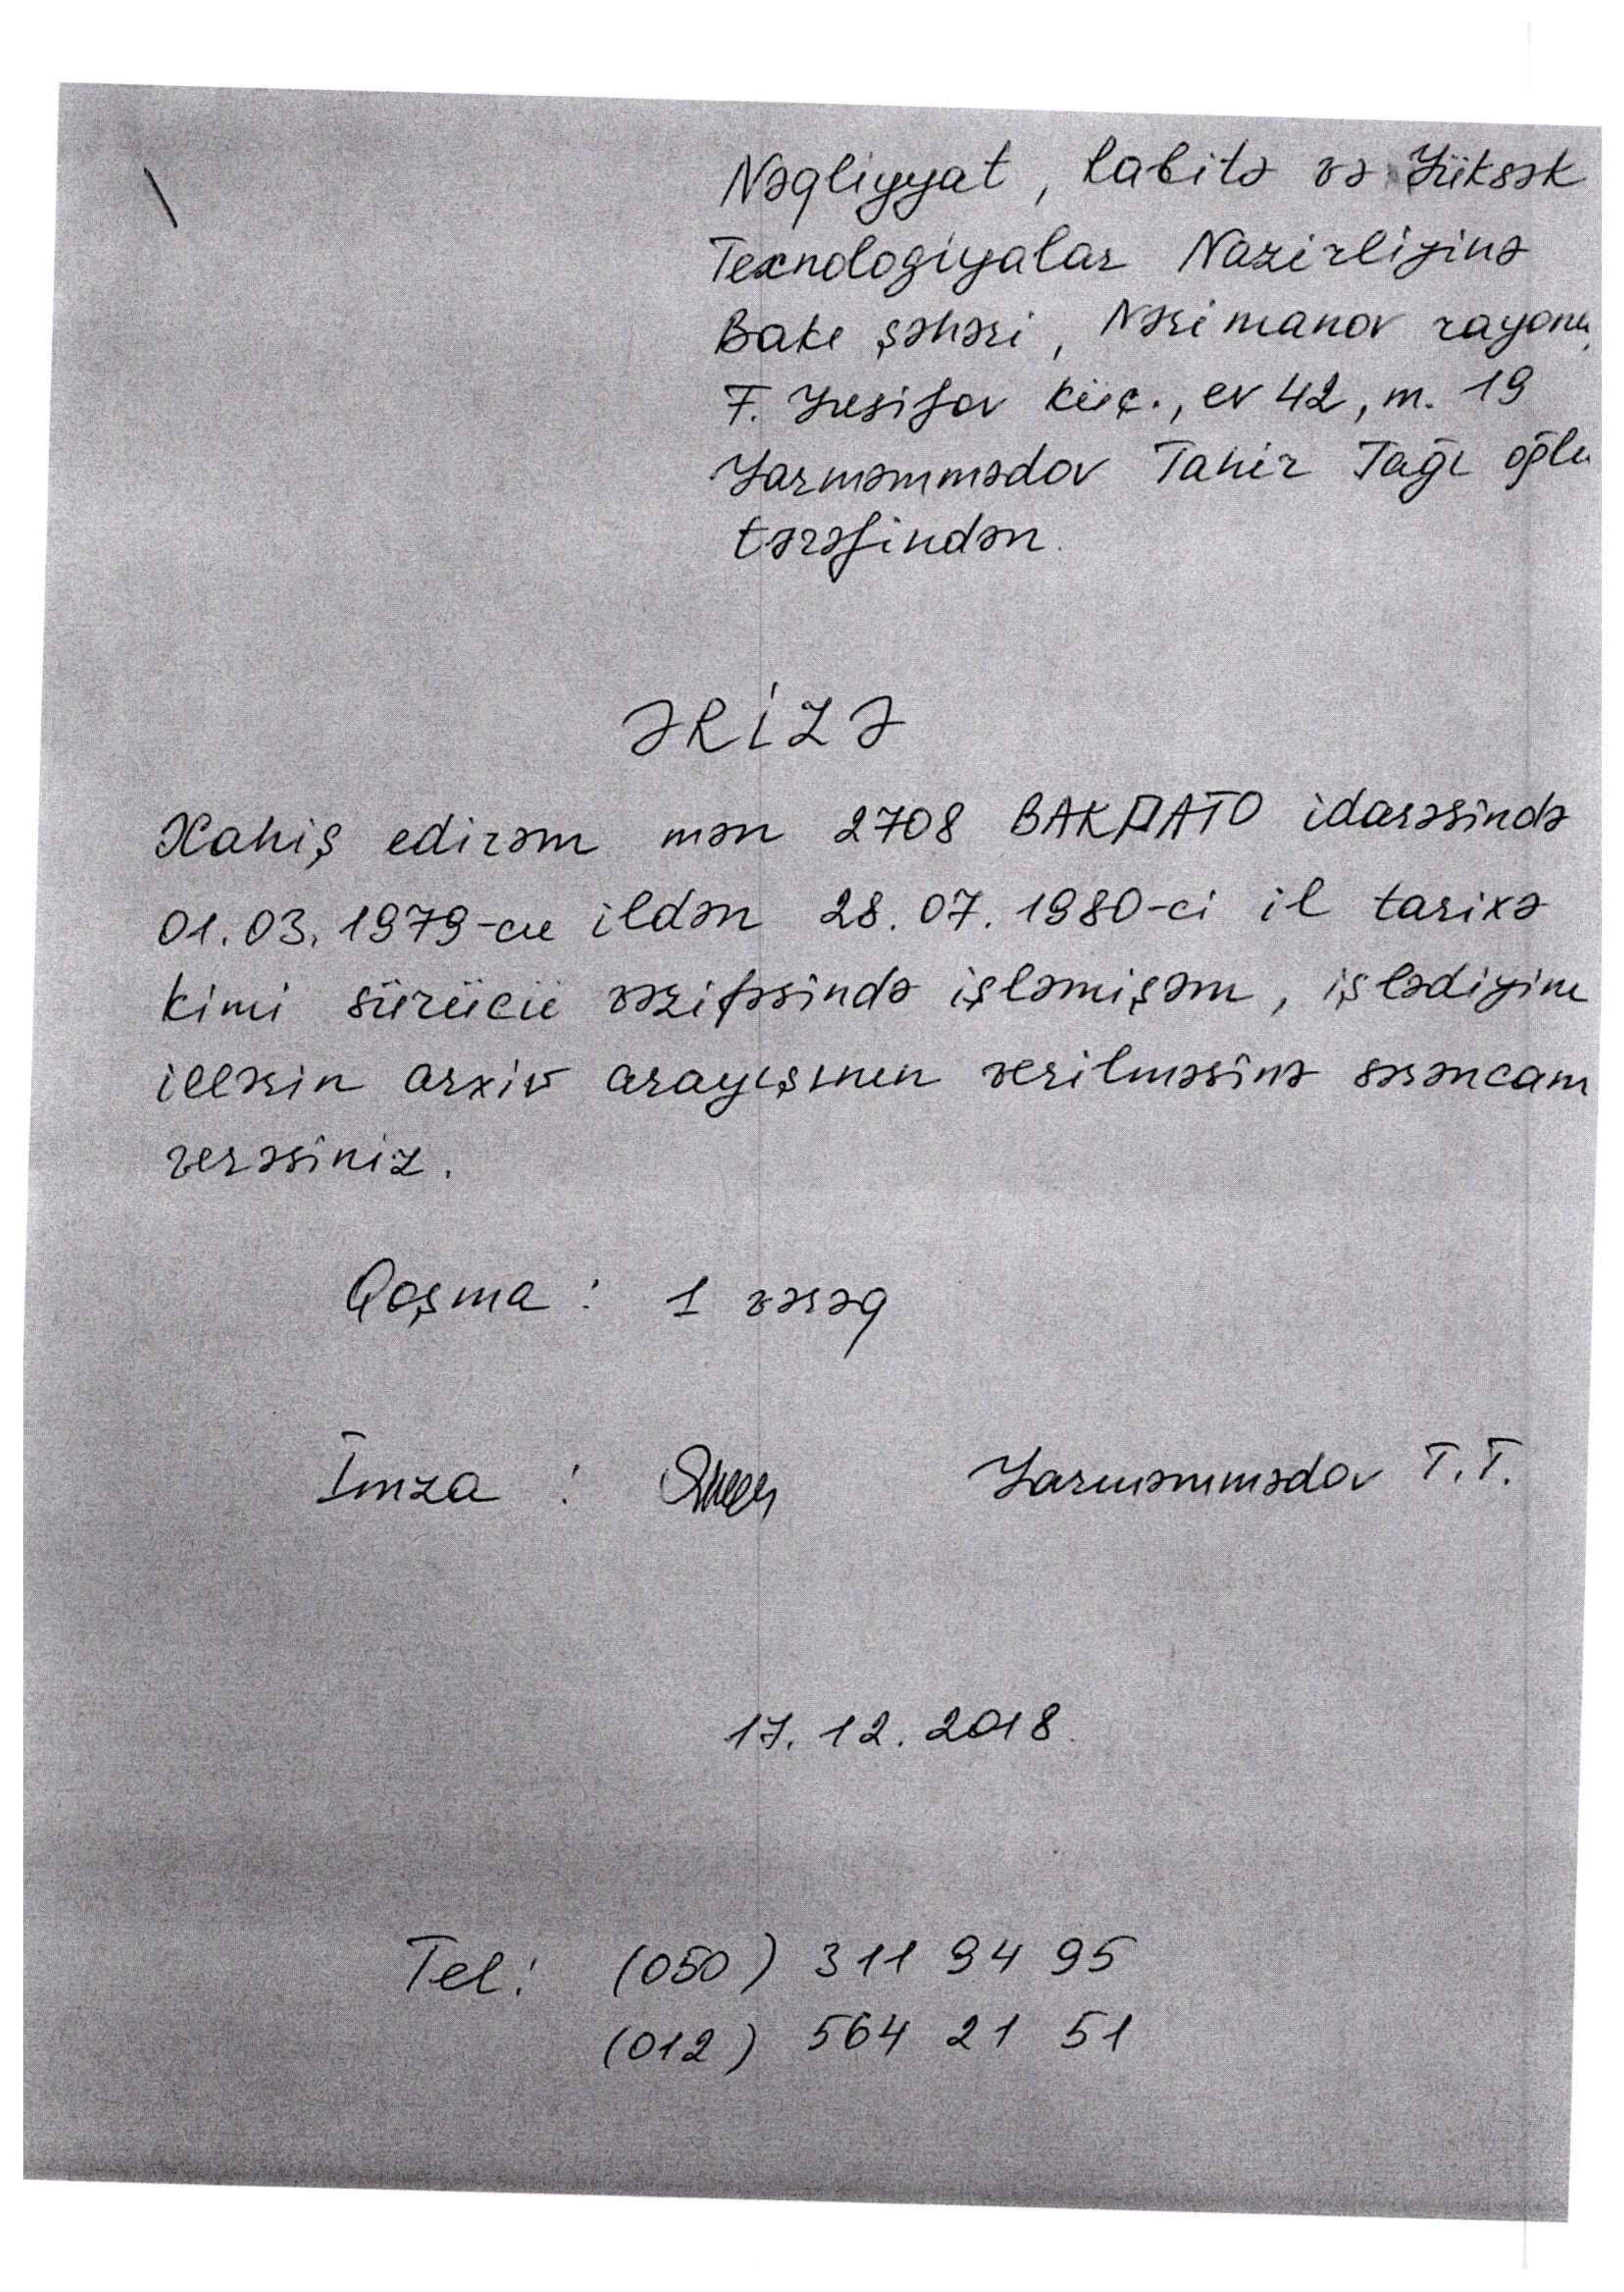 Nəqliyyat, Rabitə və Yüksək
Texnologiyalar Nazirliyinə
Bakı şəhəri, Nərimanov rayonu,
F. Yusifov küç., ev 42, m. 19
Yarməmmədov Tahir Tağı oğlu
tərəfindən.
ƏRİZƏ
Xahiş edirəm mən 2708 BAKДATO idarəsində
01.03.1979-cu ildən 28.07.1980-ci il tarixə
kimi sürücü vəzifəsində işləmişəm, işlədiyim
illərin arxiv arayışının verilməsinə sərəncam
verəsiniz.
Qoşma: 1 vərəq
İmza: Yarməmmədov T.T.
17.12.2018
Tel: (050) 311 94 95
(012) 564 21 51